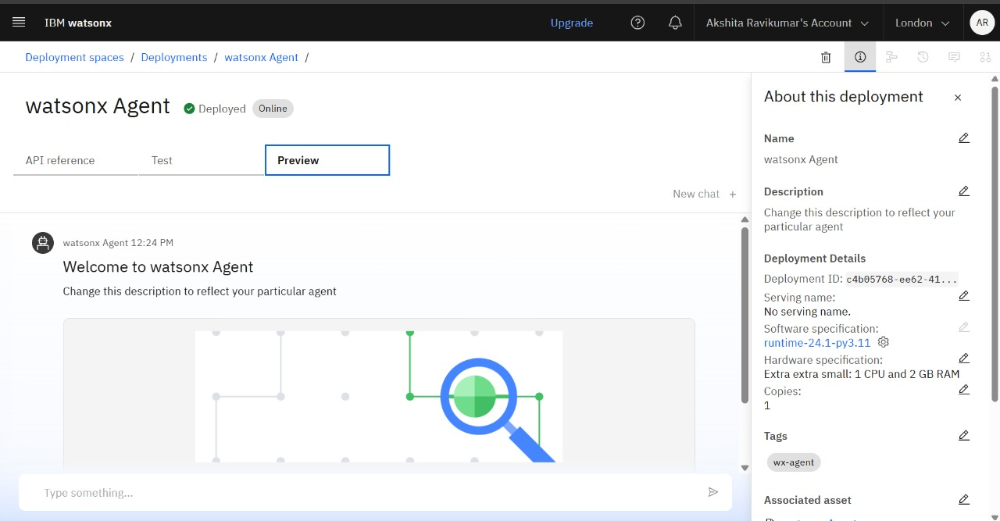 IBM watsonx
Upgrade
Akshita Ravikumar's Account
London
AR
Deployment spaces / Deployments / watsonx Agent /
watsonx Agent
Deployed
Online
API reference
Test
Preview
New chat +
watsonx Agent 12:24 PM
Welcome to watsonx Agent
Change this description to reflect your particular agent
Type something...
About this deployment
Name
watsonx Agent
Description
Change this description to reflect your
particular agent
Deployment Details
Deployment ID: c4b05768-ee62-41...
Serving name:
No serving name.
Software specification:
runtime-24.1-py3.11
Hardware specification:
Extra extra small: 1 CPU and 2 GB RAM
Copies:
1
Tags
wx-agent
Associated asset